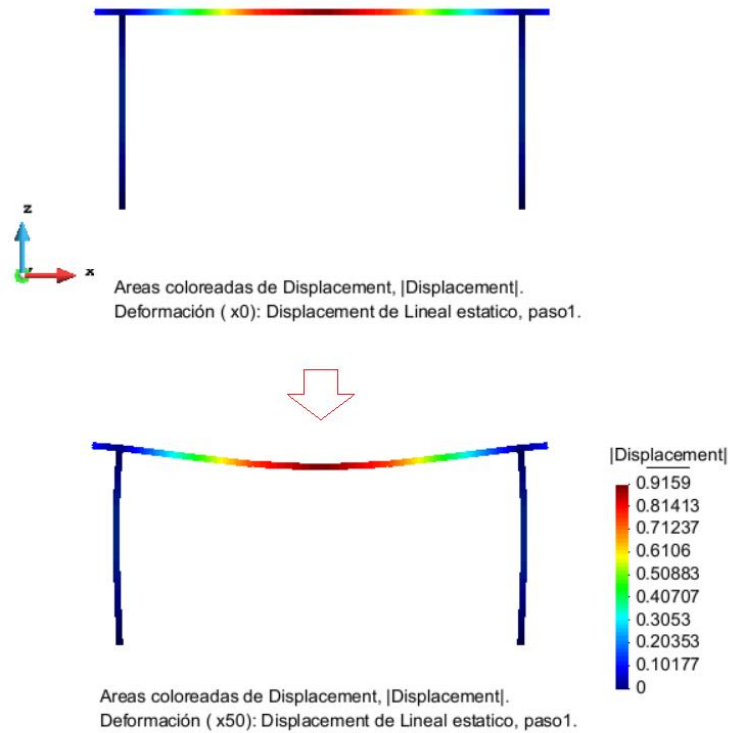 z
x
Areas coloreadas de Displacement, |Displacement|.
Deformación ( x0): Displacement de Lineal estatico, paso1.
|Displacement|
0.9159
0.81413
0.71237
0.6106
0.50883
0.40707
0.3053
0.20353
0.10177
0
Areas coloreadas de Displacement, |Displacement|.
Deformación ( x50): Displacement de Lineal estatico, paso1.